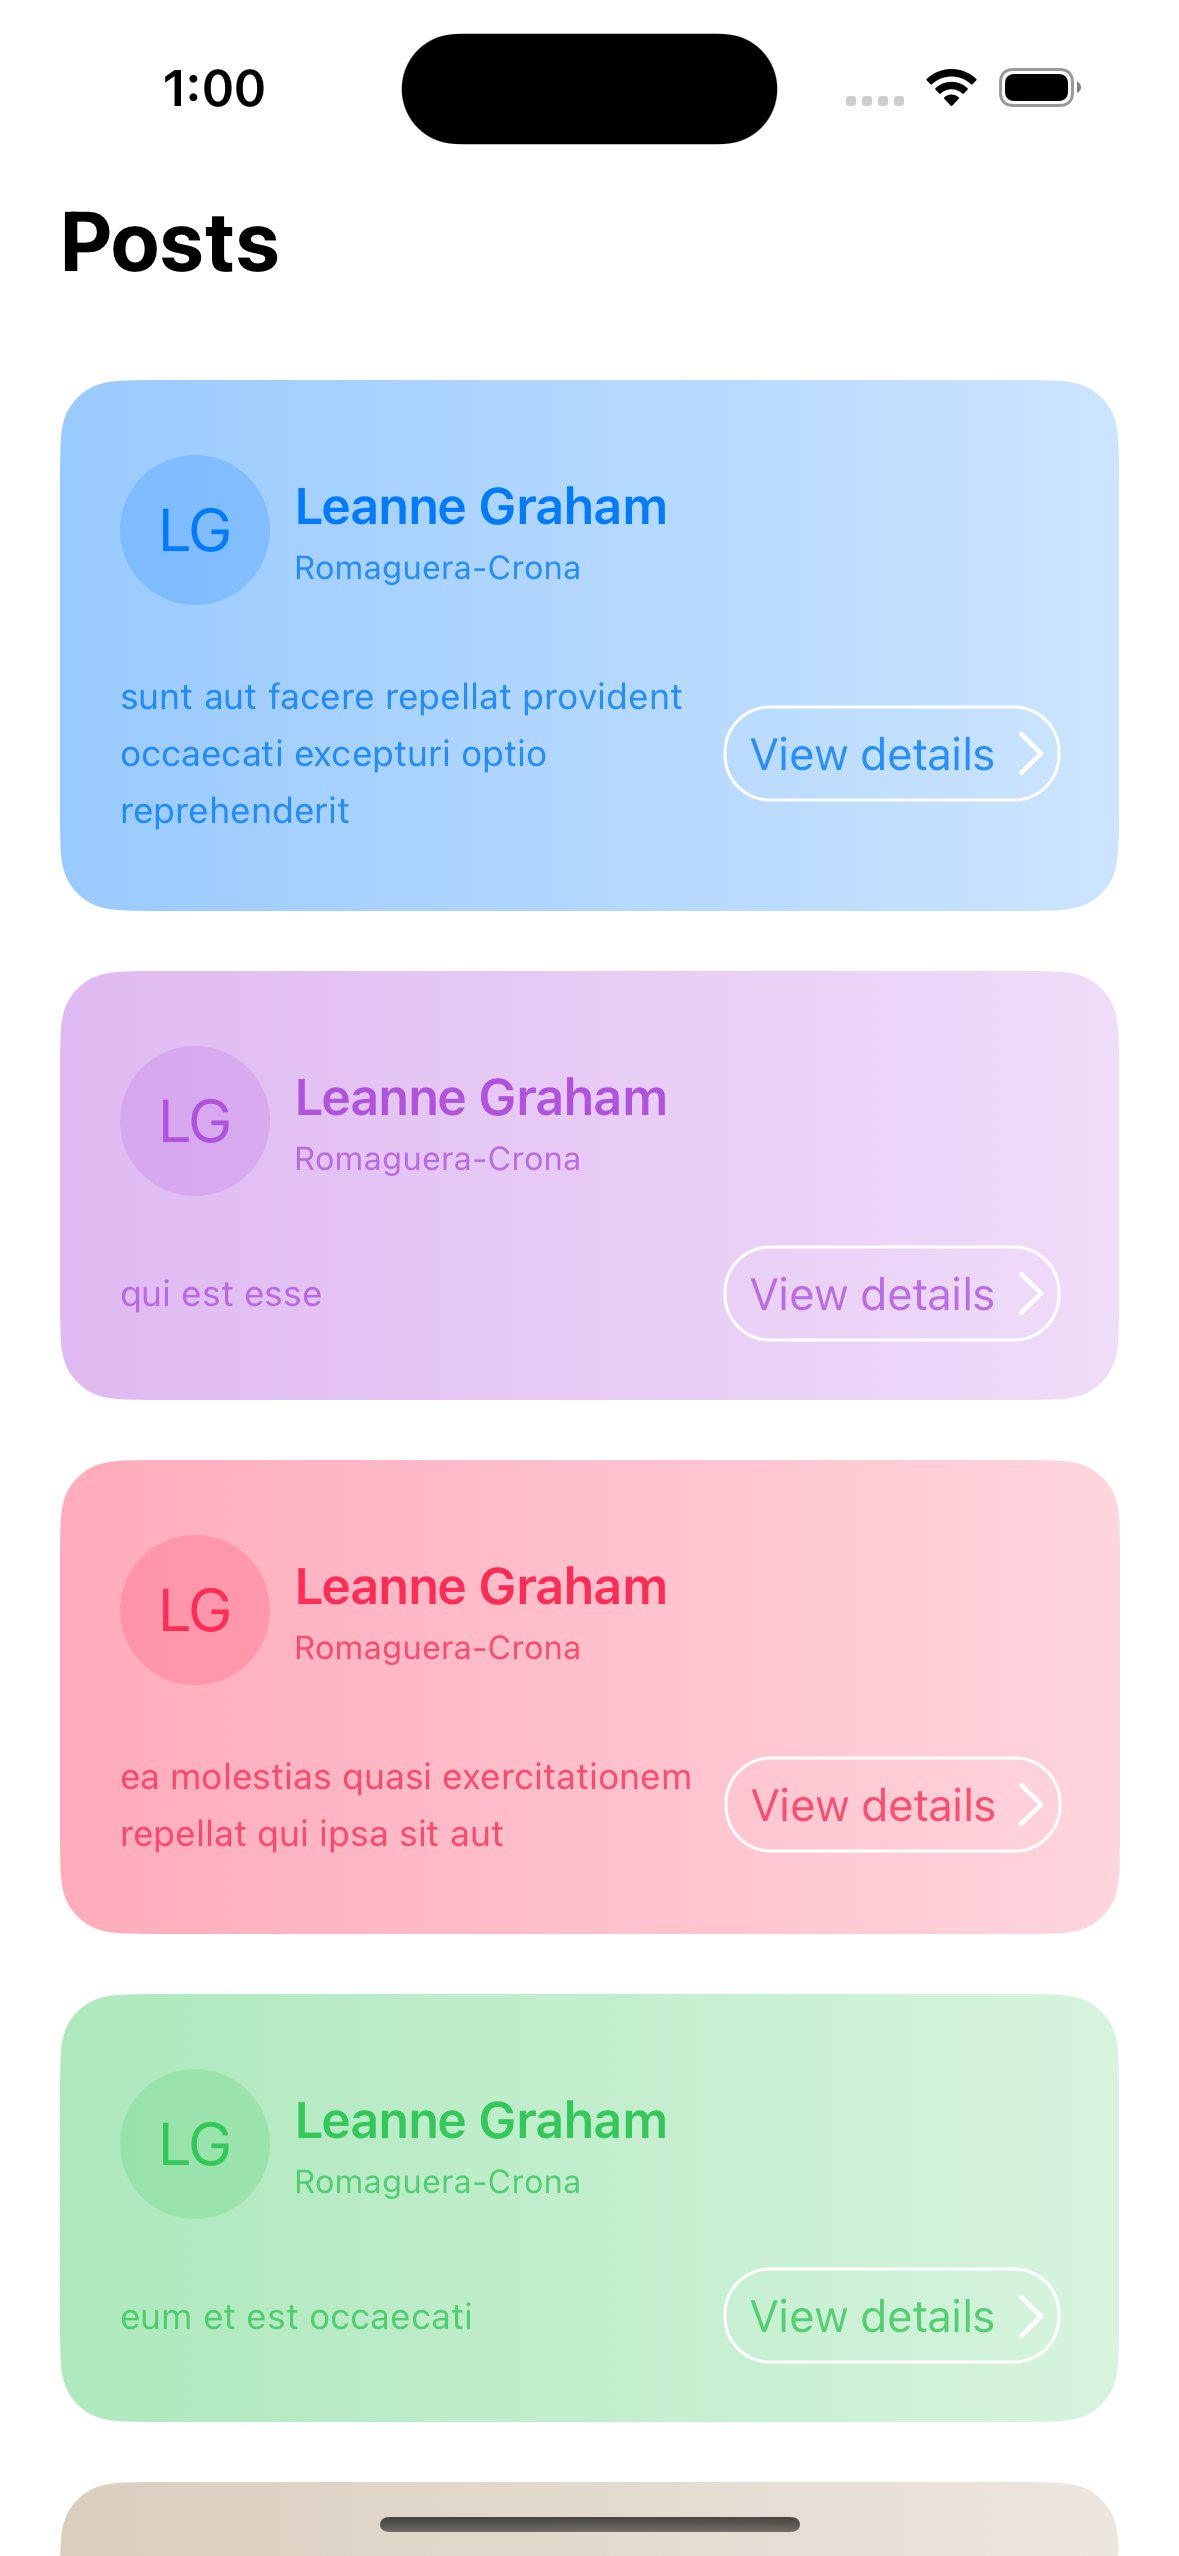 1:00
Posts
LG
Leanne Graham
Romaguera-Crona
sunt aut facere repellat provident
occaecati excepturi optio
reprehenderit
View details
LG
Leanne Graham
Romaguera-Crona
qui est esse
View details
LG
Leanne Graham
Romaguera-Crona
ea molestias quasi exercitationem
repellat qui ipsa sit aut
View details
LG
Leanne Graham
Romaguera-Crona
eum et est occaecati
View details